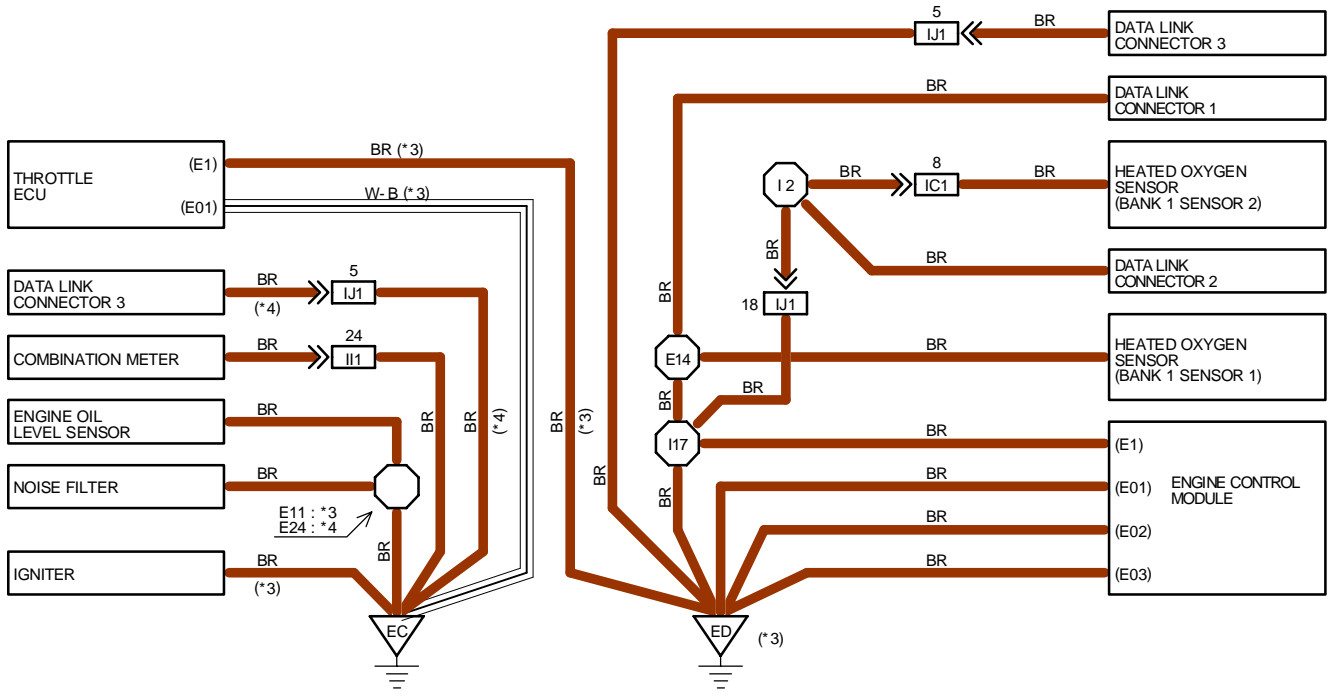 THROTTLE
ECU
(E1)
(E01)
BR (*3)
W-B (*3)
DATA LINK
CONNECTOR 3
BR
(*4)
5
IJ1
COMBINATION METER
BR
24
II1
ENGINE OIL
LEVEL SENSOR
BR
NOISE FILTER
BR
E11 : *3
E24 : *4
BR
BR
BR
(*4)
BR
(*3)
IGNITER
BR
(*3)
EC
5
IJ1
BR
DATA LINK
CONNECTOR 3
BR
DATA LINK
CONNECTOR 1
I 2
BR
8
IC1
BR
HEATED OXYGEN
SENSOR
(BANK 1 SENSOR 2)
BR
BR
DATA LINK
CONNECTOR 2
BR
18
IJ1
E14
BR
HEATED OXYGEN
SENSOR
(BANK 1 SENSOR 1)
BR
BR
I17
BR
(E1)
BR
BR
BR
(E01)
ENGINE CONTROL
MODULE
BR
(E02)
BR
(E03)
ED
(*3)